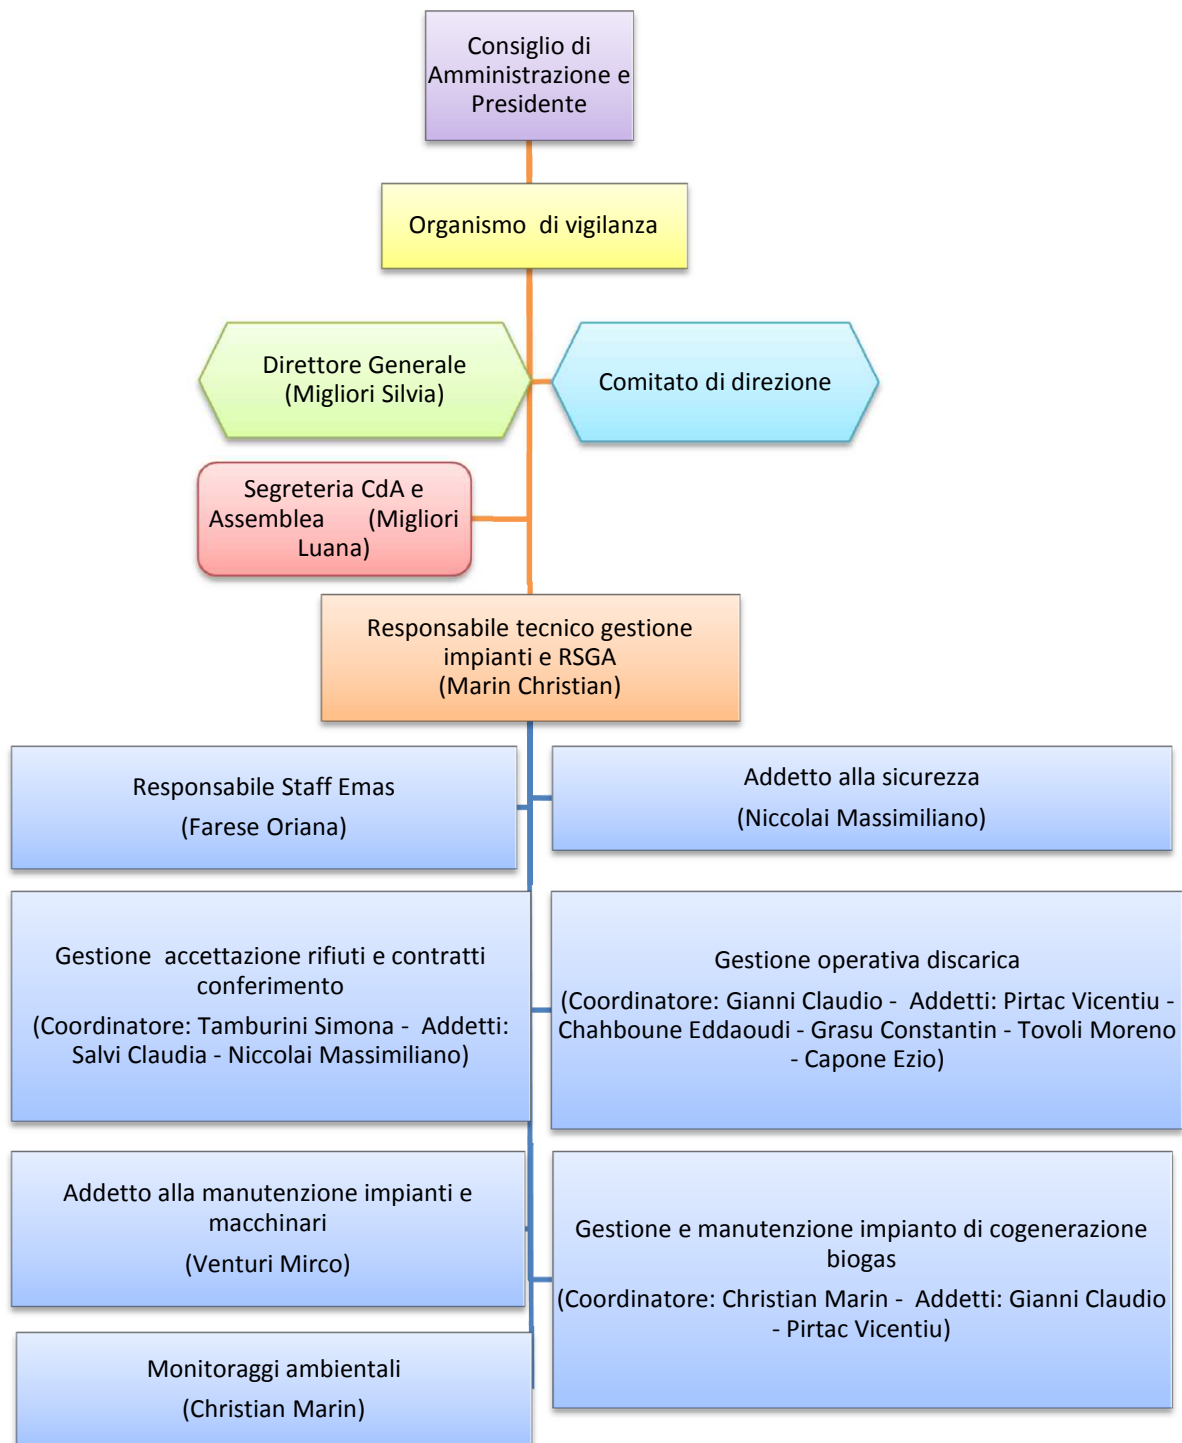 Consiglio di
Amministrazione e
Presidente
Organismo di vigilanza
Direttore Generale
(Migliori Silvia)
Comitato di direzione
Segreteria CdA e
Assemblea (Migliori
Luana)
Responsabile tecnico gestione
impianti e RSGA
(Marin Christian)
Responsabile Staff Emas
(Farese Oriana)
Addetto alla sicurezza
(Niccolai Massimiliano)
Gestione accettazione rifiuti e contratti
conferimento
(Coordinatore: Tamburini Simona - Addetti:
Salvi Claudia - Niccolai Massimiliano)
Gestione operativa discarica
(Coordinatore: Gianni Claudio - Addetti: Pirtac Vicentiu -
Chahboune Eddaoudi - Grasu Constantin - Tovoli Moreno
- Capone Ezio)
Addetto alla manutenzione impianti e
macchinari
(Venturi Mirco)
Gestione e manutenzione impianto di cogenerazione
biogas
(Coordinatore: Christian Marin - Addetti: Gianni Claudio
- Pirtac Vicentiu)
Monitoraggi ambientali
(Christian Marin)